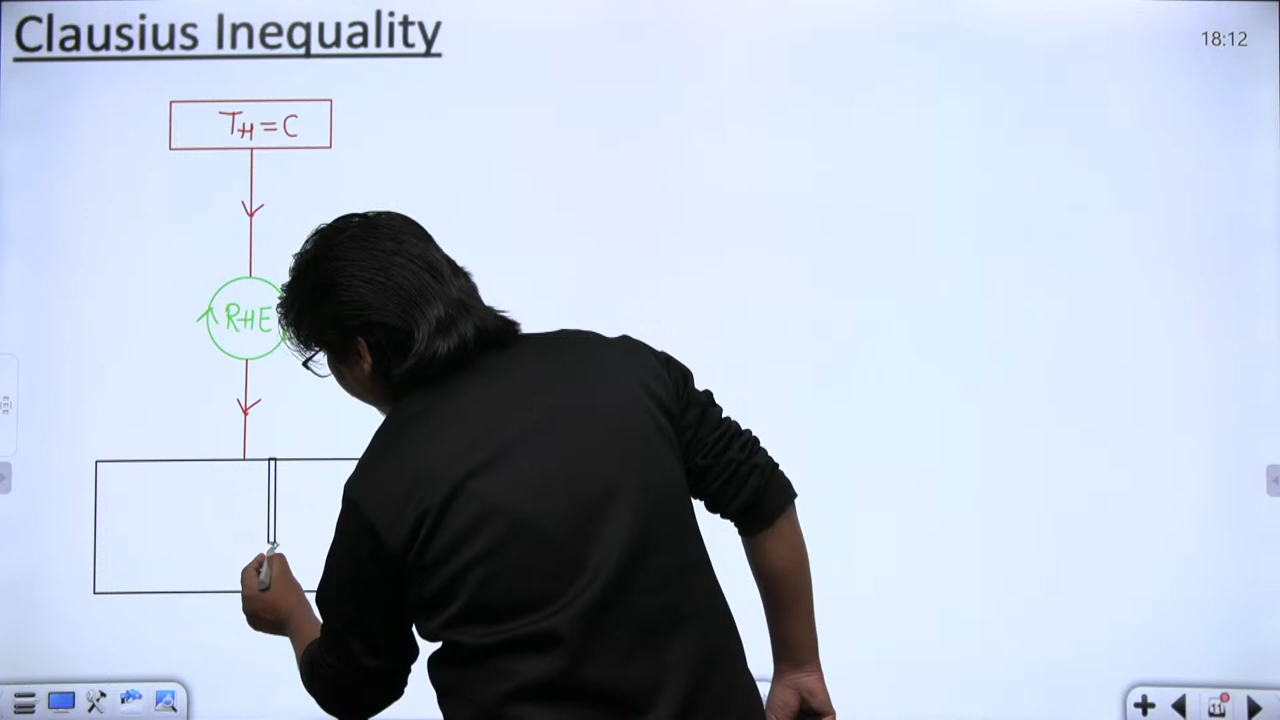 Clausius Inequality
18:12
T_H = C
RHE